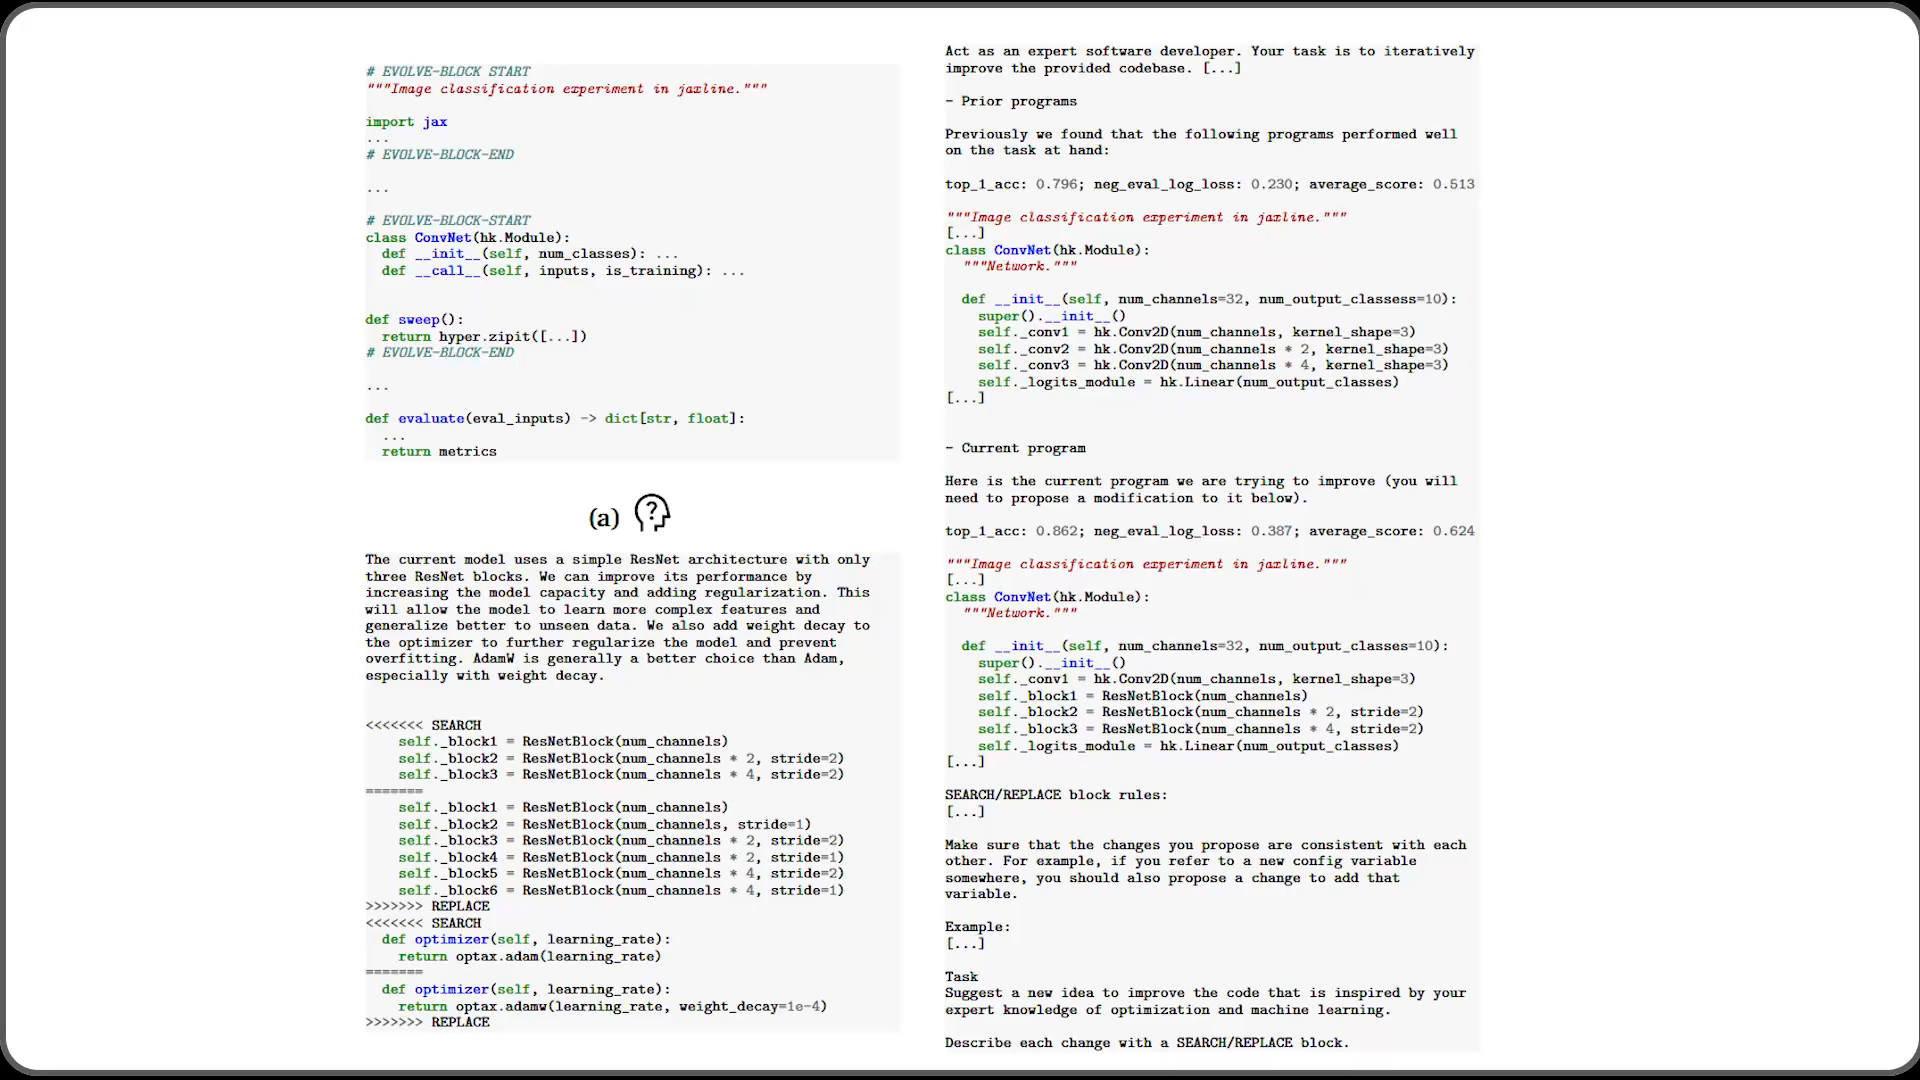 # EVOLVE-BLOCK START
"""Image classification experiment in jaxline."""
import jax
...
# EVOLVE-BLOCK-END
...
# EVOLVE-BLOCK-START
class ConvNet(hk.Module):
  def __init__(self, num_classes): ...
  def __call__(self, inputs, is_training): ...
def sweep():
  return hyper.zipit([...])
# EVOLVE-BLOCK-END
...
def evaluate(eval_inputs) -> dict[str, float]:
  ...
  return metrics
(a)
?
The current model uses a simple ResNet architecture with only
three ResNet blocks. We can improve its performance by
increasing the model capacity and adding regularization. This
will allow the model to learn more complex features and
generalize better to unseen data. We also add weight decay to
the optimizer to further regularize the model and prevent
overfitting. AdamW is generally a better choice than Adam,
especially with weight decay.
<<<<<<< SEARCH
    self._block1 = ResNetBlock(num_channels)
    self._block2 = ResNetBlock(num_channels * 2, stride=2)
    self._block3 = ResNetBlock(num_channels * 4, stride=2)
=======
    self._block1 = ResNetBlock(num_channels)
    self._block2 = ResNetBlock(num_channels, stride=1)
    self._block3 = ResNetBlock(num_channels * 2, stride=2)
    self._block4 = ResNetBlock(num_channels * 2, stride=1)
    self._block5 = ResNetBlock(num_channels * 4, stride=2)
    self._block6 = ResNetBlock(num_channels * 4, stride=1)
>>>>>>> REPLACE
<<<<<<< SEARCH
  def optimizer(self, learning_rate):
    return optax.adam(learning_rate)
=======
  def optimizer(self, learning_rate):
    return optax.adamw(learning_rate, weight_decay=1e-4)
>>>>>>> REPLACE
Act as an expert software developer. Your task is to iteratively
improve the provided codebase. [...]
- Prior programs
Previously we found that the following programs performed well
on the task at hand:
top_1_acc: 0.796; neg_eval_log_loss: 0.230; average_score: 0.513
"""Image classification experiment in jaxline."""
[...]
class ConvNet(hk.Module):
  """Network."""
  def __init__(self, num_channels=32, num_output_classess=10):
    super().__init__()
    self._conv1 = hk.Conv2D(num_channels, kernel_shape=3)
    self._conv2 = hk.Conv2D(num_channels * 2, kernel_shape=3)
    self._conv3 = hk.Conv2D(num_channels * 4, kernel_shape=3)
    self._logits_module = hk.Linear(num_output_classes)
[...]
- Current program
Here is the current program we are trying to improve (you will
need to propose a modification to it below).
top_1_acc: 0.862; neg_eval_log_loss: 0.387; average_score: 0.624
"""Image classification experiment in jaxline."""
[...]
class ConvNet(hk.Module):
  """Network."""
  def __init__(self, num_channels=32, num_output_classes=10):
    super().__init__()
    self._conv1 = hk.Conv2D(num_channels, kernel_shape=3)
    self._block1 = ResNetBlock(num_channels)
    self._block2 = ResNetBlock(num_channels * 2, stride=2)
    self._block3 = ResNetBlock(num_channels * 4, stride=2)
    self._logits_module = hk.Linear(num_output_classes)
[...]
SEARCH/REPLACE block rules:
[...]
Make sure that the changes you propose are consistent with each
other. For example, if you refer to a new config variable
somewhere, you should also propose a change to add that
variable.
Example:
[...]
Task
Suggest a new idea to improve the code that is inspired by your
expert knowledge of optimization and machine learning.
Describe each change with a SEARCH/REPLACE block.